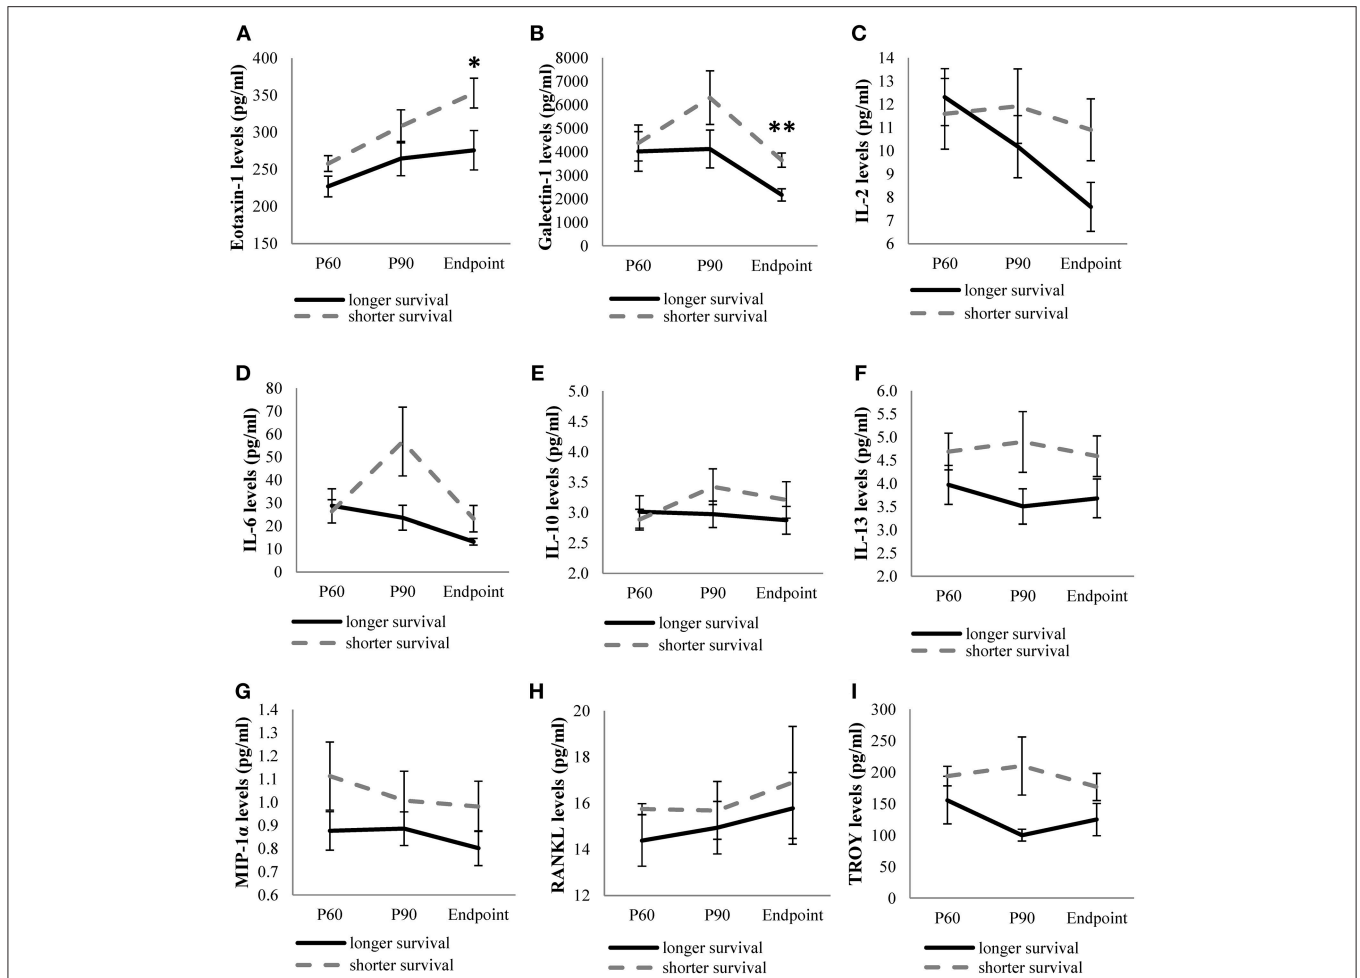 A
Eotaxin-1 levels (pg/ml)
400
350
300
250
200
150
*
P60 P90 Endpoint
longer survival
shorter survival
B
Galectin-1 levels (pg/ml)
8000
7000
6000
5000
4000
3000
2000
1000
0
**
P60 P90 Endpoint
longer survival
shorter survival
C
IL-2 levels (pg/ml)
14
13
12
11
10
9
8
7
6
P60 P90 Endpoint
longer survival
shorter survival
D
IL-6 levels (pg/ml)
80
70
60
50
40
30
20
10
0
P60 P90 Endpoint
longer survival
shorter survival
E
IL-10 levels (pg/ml)
5.0
4.5
4.0
3.5
3.0
2.5
2.0
P60 P90 Endpoint
longer survival
shorter survival
F
IL-13 levels (pg/ml)
6.0
5.5
5.0
4.5
4.0
3.5
3.0
2.5
2.0
P60 P90 Endpoint
longer survival
shorter survival
G
MIP-1α levels (pg/ml)
1.4
1.3
1.2
1.1
1.0
0.9
0.8
0.7
0.6
P60 P90 Endpoint
longer survival
shorter survival
H
RANKL levels (pg/ml)
20
18
16
14
12
P60 P90 Endpoint
longer survival
shorter survival
I
TROY levels (pg/ml)
300
250
200
150
100
50
0
P60 P90 Endpoint
longer survival
shorter survival